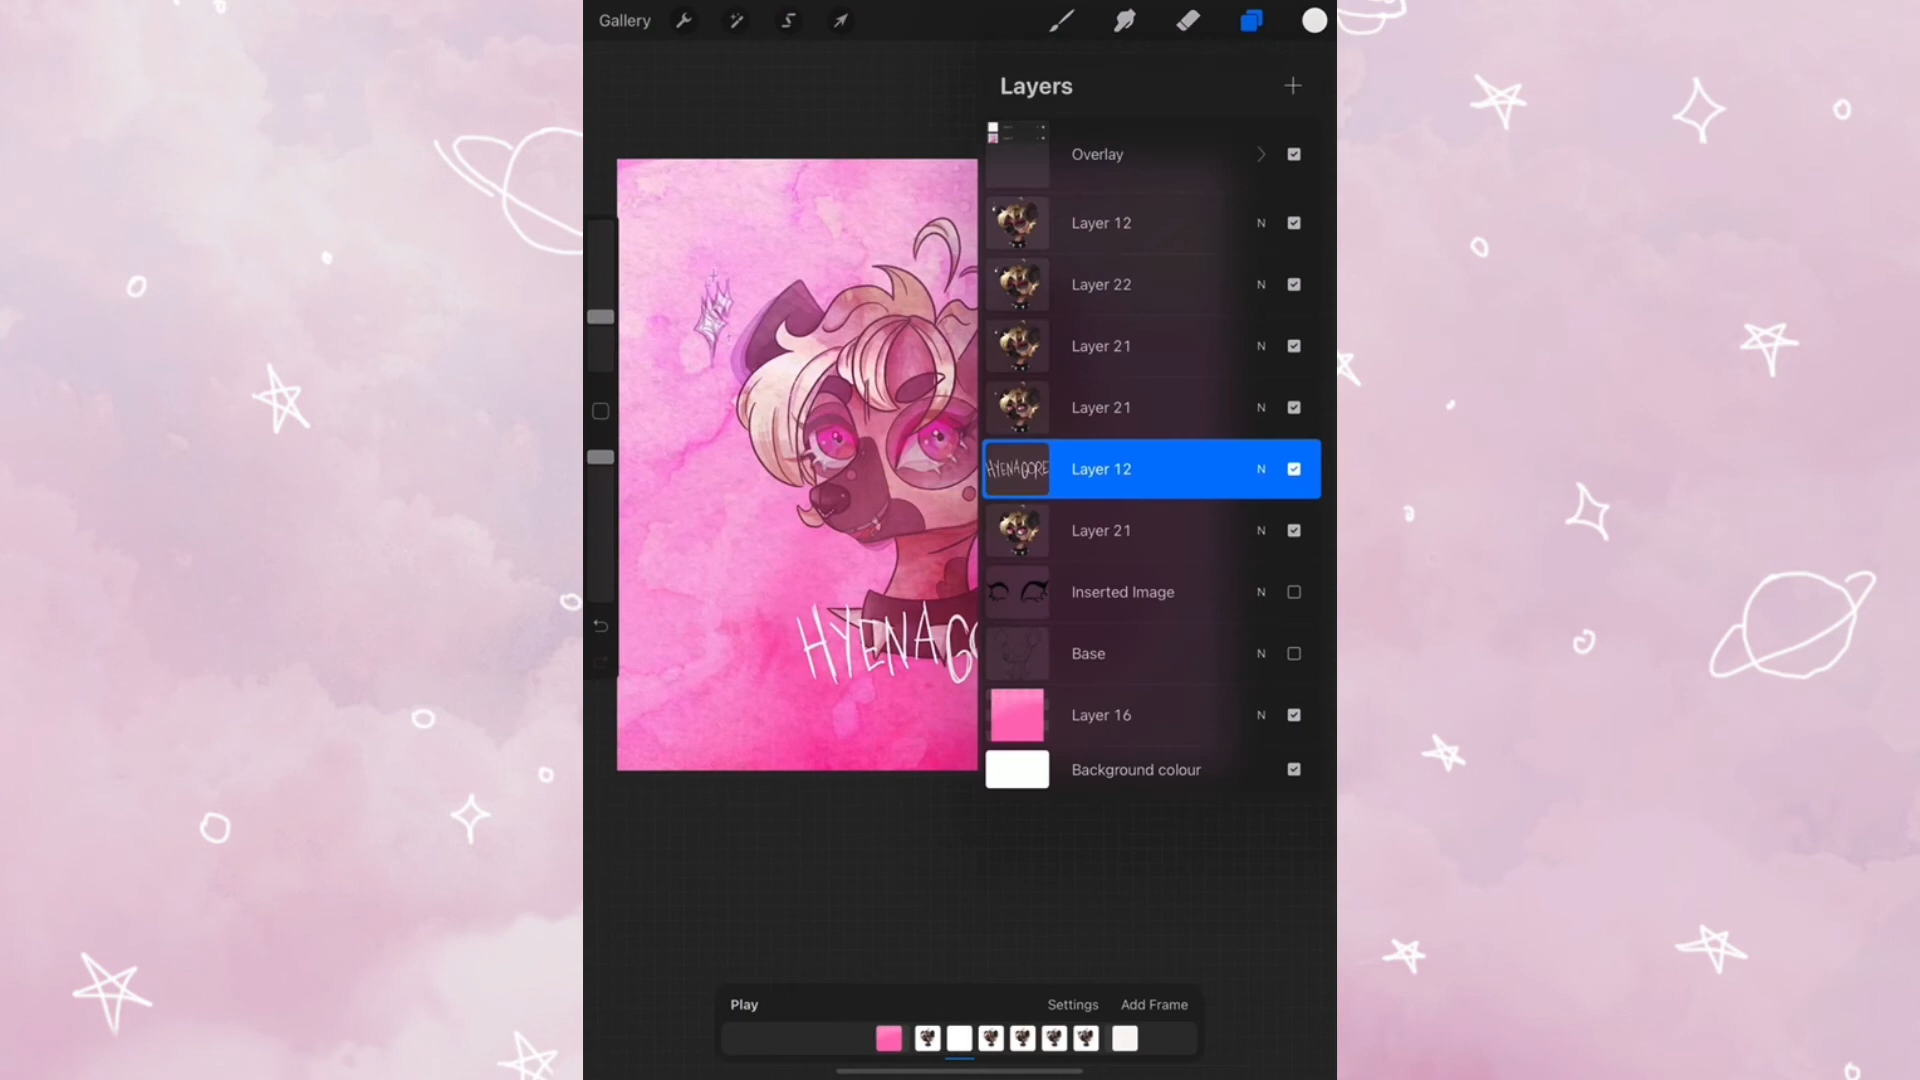 Gallery
Layers
Overlay
Layer 12 N
Layer 22 N
Layer 21 N
Layer 21 N
HYENAGORE Layer 12 N
Layer 21 N
Inserted Image N
Base N
Layer 16 N
Background colour
HYENAGO
Play Settings Add Frame